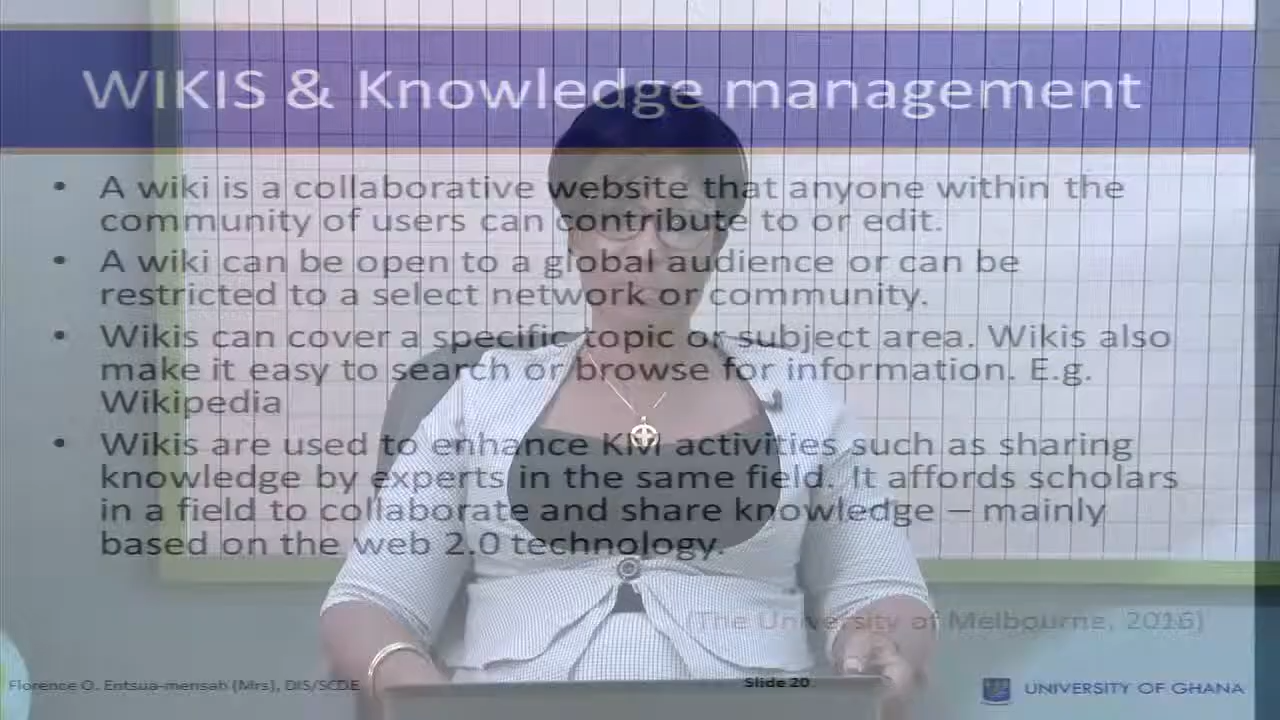 WIKIS & Knowledge management
• A wiki is a collaborative website that anyone within the
community of users can contribute to or edit.
• A wiki can be open to a global audience or can be
restricted to a select network or community.
• Wikis can cover a specific topic or subject area. Wikis also
make it easy to search or browse for information. E.g.
Wikipedia
• Wikis are used to enhance KM activities such as sharing
knowledge by experts in the same field. It affords scholars
in a field to collaborate and share knowledge – mainly
based on the web 2.0 technology.
(The University of Melbourne, 2016)
Florence O. Entsua-mensah (Mrs), DIS/SCDE
Slide 20
UNIVERSITY OF GHANA